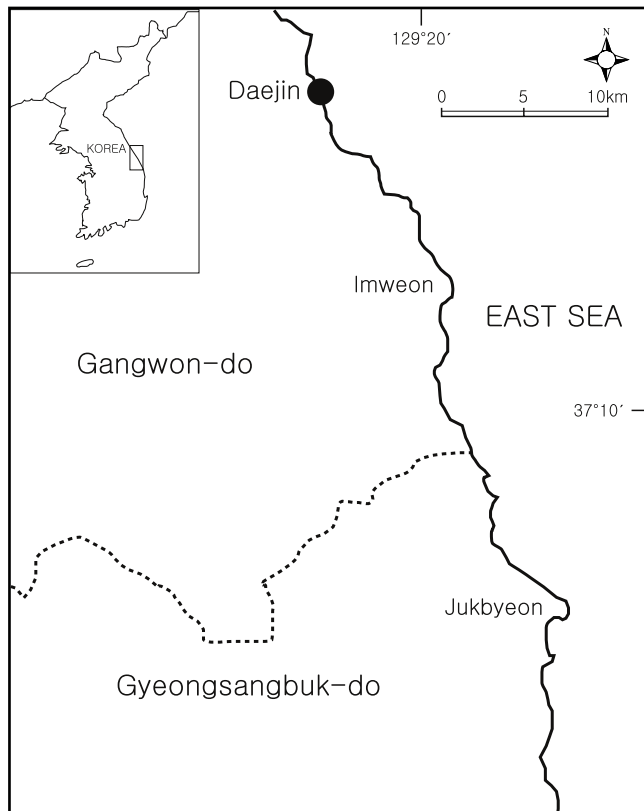 129°20´
N
Daejin
0 5 10km
KOREA
Imweon
EAST SEA
Gangwon-do
37°10´
Jukbyeon
Gyeongsangbuk-do